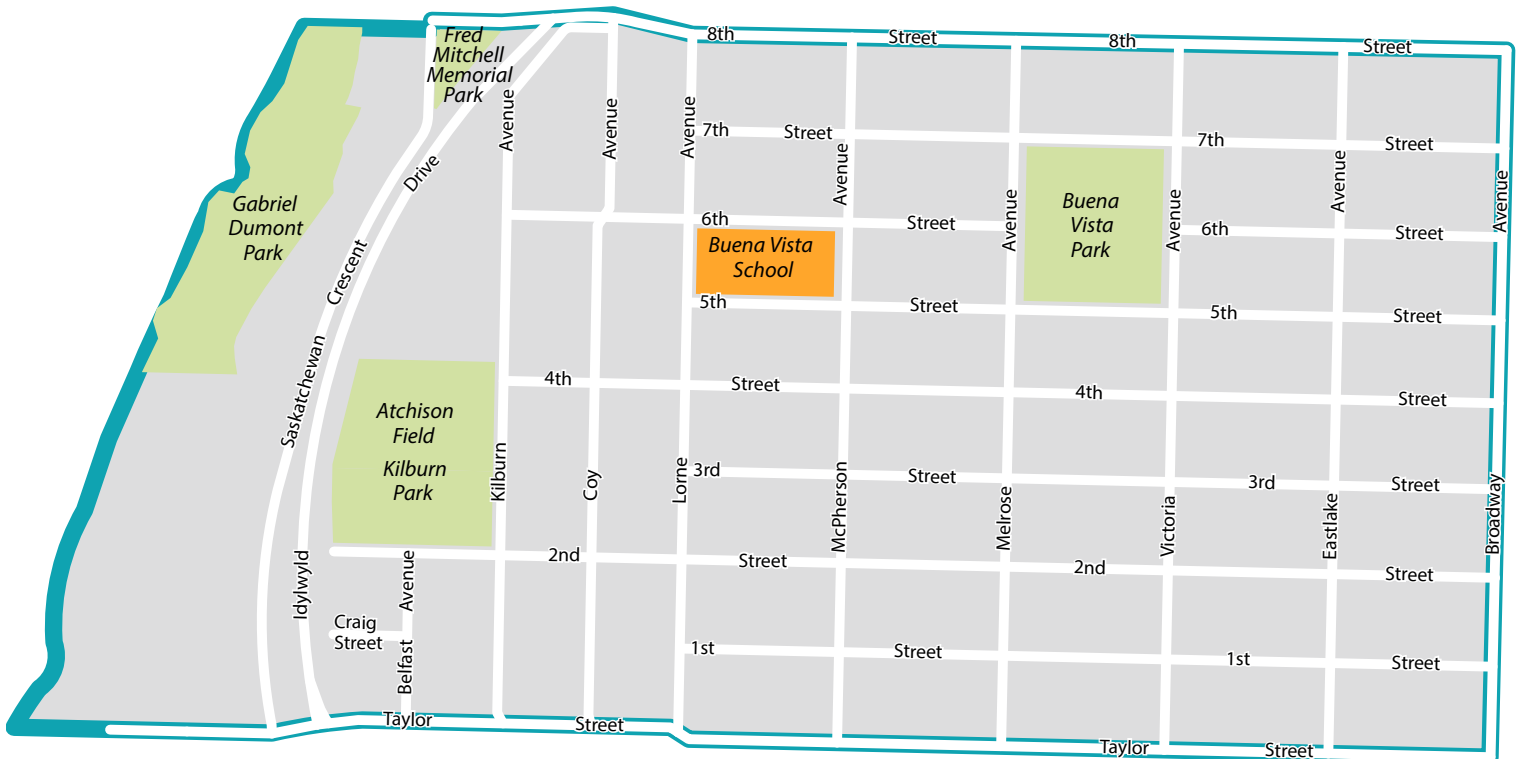 8th
Street
8th
Street
Fred
Mitchell
Memorial
Park
Avenue
Avenue
Avenue
7th
Street
7th
Street
Avenue
Avenue
Avenue
Avenue
Avenue
Drive
Gabriel
Dumont
Park
6th
Street
6th
Street
Buena
Vista
Park
Buena Vista
School
Crescent
5th
Street
5th
Street
Saskatchewan
4th
Street
4th
Street
Atchison
Field
Kilburn
Park
Kilburn
Coy
Lorne
3rd
Street
3rd
Street
McPherson
Melrose
Victoria
Eastlake
Broadway
2nd
Street
2nd
Street
Idylwyld
Avenue
Belfast
Craig
Street
1st
Street
1st
Street
Taylor
Street
Taylor
Street